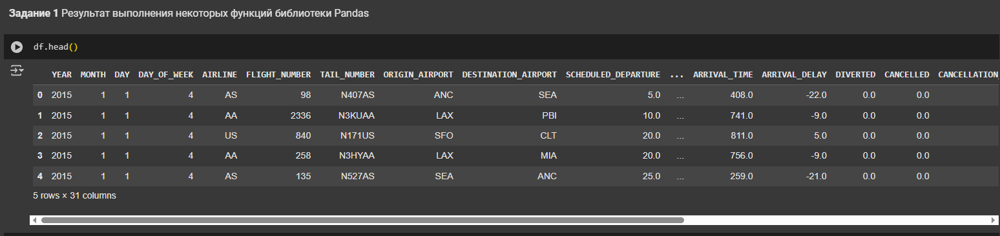 Задание 1 Результат выполнения некоторых функций библиотеки Pandas
df.head()
YEAR MONTH DAY DAY_OF_WEEK AIRLINE FLIGHT_NUMBER TAIL_NUMBER ORIGIN_AIRPORT DESTINATION_AIRPORT SCHEDULED_DEPARTURE ... ARRIVAL_TIME ARRIVAL_DELAY DIVERTED CANCELLED CANCELLATION_
0 2015 1 1 4 AS 98 N407AS ANC SEA 5.0 ... 408.0 -22.0 0.0 0.0
1 2015 1 1 4 AA 2336 N3KUAA LAX PBI 10.0 ... 741.0 -9.0 0.0 0.0
2 2015 1 1 4 US 840 N171US SFO CLT 20.0 ... 811.0 5.0 0.0 0.0
3 2015 1 1 4 AA 258 N3HYAA LAX MIA 20.0 ... 756.0 -9.0 0.0 0.0
4 2015 1 1 4 AS 135 N527AS SEA ANC 25.0 ... 259.0 -21.0 0.0 0.0
5 rows × 31 columns